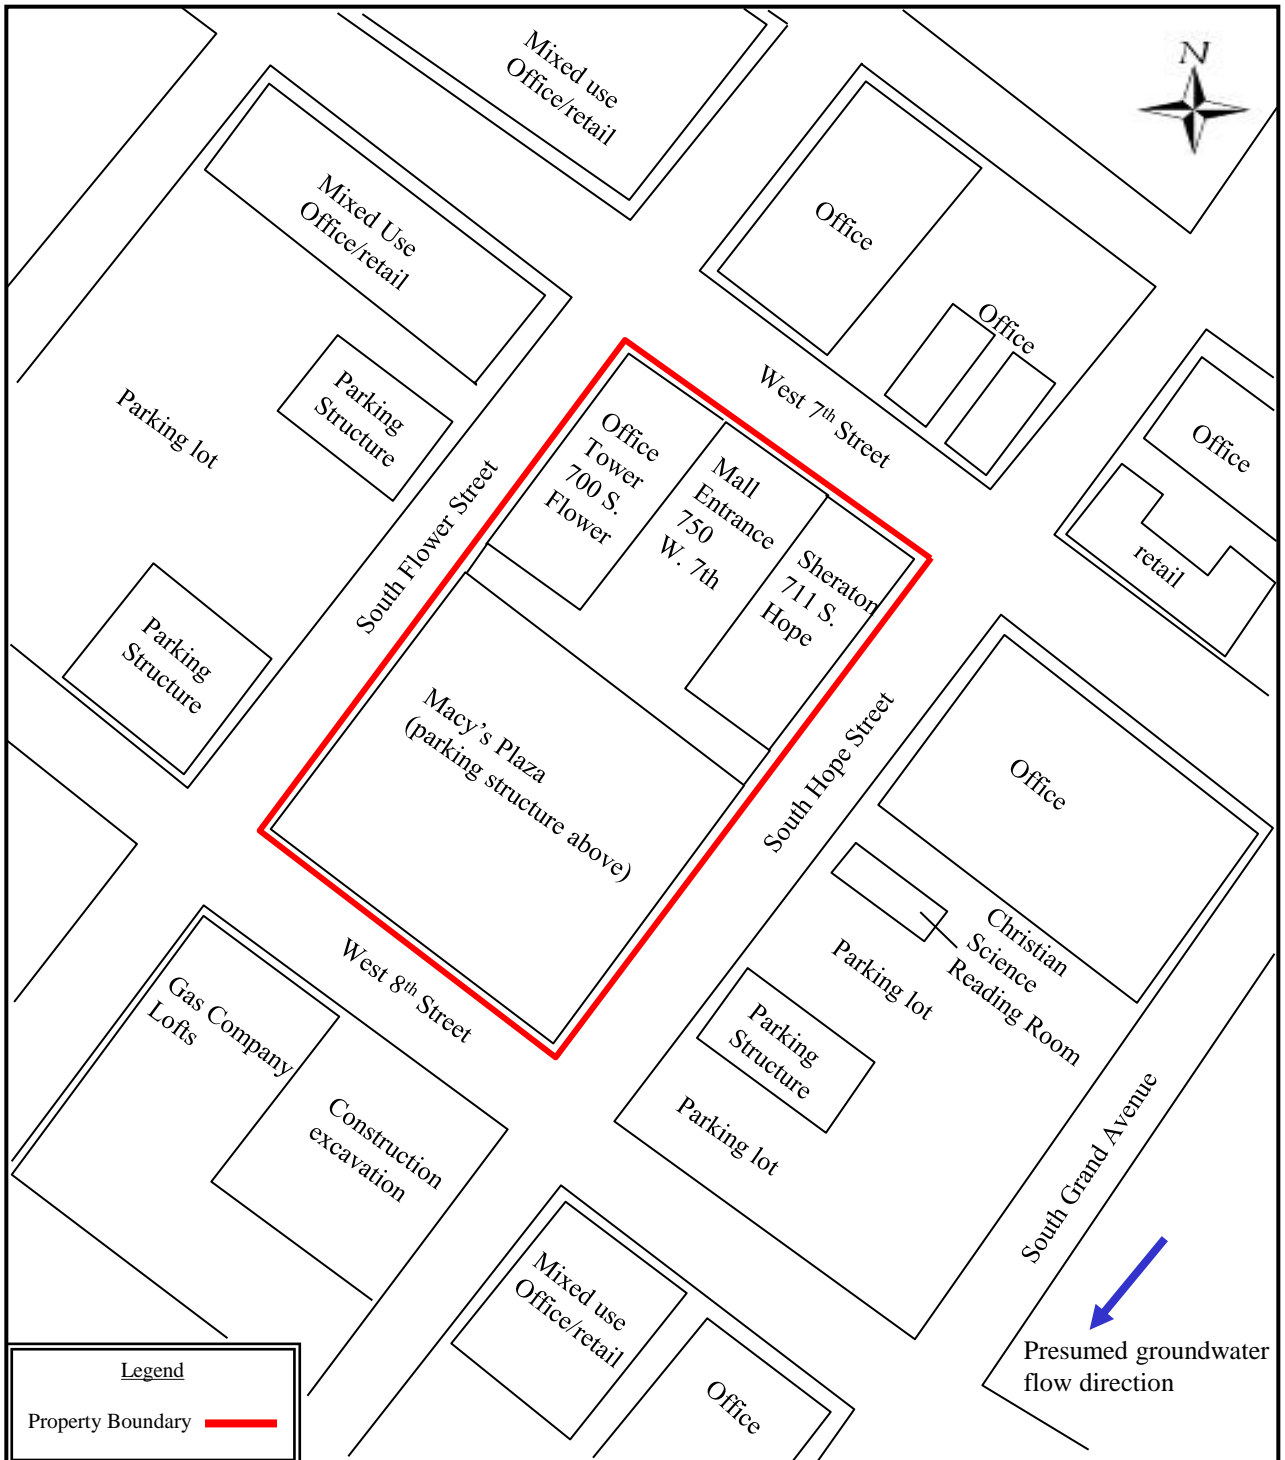 Mixed use
Office/retail
N
Mixed Use
Office/retail
Office
Office
Parking
Structure
Parking lot
West 7th Street
Office
retail
Office
Tower
700 S.
Flower
Mall
Entrance
750
W. 7th
Sheraton
711 S.
Hope
South Flower Street
Parking
Structure
Macy's Plaza
(parking structure above)
South Hope Street
Office
Christian
Science
Reading Room
Parking lot
Parking
Structure
Parking lot
West 8th Street
Gas Company
Lofts
Construction
excavation
South Grand Avenue
Mixed use
Office/retail
Office
Presumed groundwater
flow direction
Legend
Property Boundary